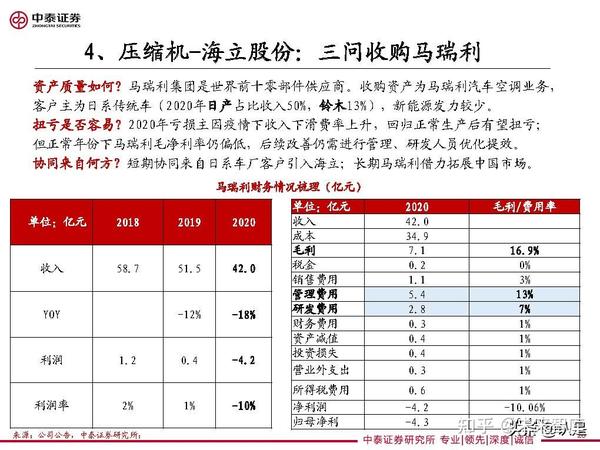 中泰证券
ZHONGTAI SECURITIES
4、压缩机-海立股份：三问收购马瑞利
资产质量如何？马瑞利集团是世界前十零部件供应商。收购资产为马瑞利汽车空调业务，
客户主为日系传统车（2020年日产占比收入50%，铃木13%），新能源发力较少。
扭亏是否容易？2020年亏损主因疫情下收入下滑费率上升，回归正常生产后有望扭亏；
但正常年份下马瑞利毛净利率仍偏低，后续改善仍需进行管理、研发人员优化提效。
协同来自何方？短期协同来自日系车厂客户引入海立；长期马瑞利借力拓展中国市场。
马瑞利财务情况梳理（亿元）
单位：亿元 2018 2019 2020
收入 58.7 51.5 42.0
YOY -12% -18%
利润 1.2 0.4 -4.2
利润率 2% 1% -10%
单位：亿元 2020 毛利/费用率
收入 42.0
成本 34.9
毛利 7.1 16.9%
税金 0.2 0%
销售费用 1.1 3%
管理费用 5.4 13%
研发费用 2.8 7%
财务费用 0.3 1%
资产减值 0.4 1%
投资损失 0.4 1%
营业外支出 0.3 1%
所得税费用 0.6 1%
净利润 -4.2 -10.06%
归母净利 -4.3
来源：公司公告，中泰证券研究所；
中泰证券研究所 专业|领先|深度|诚信
知乎